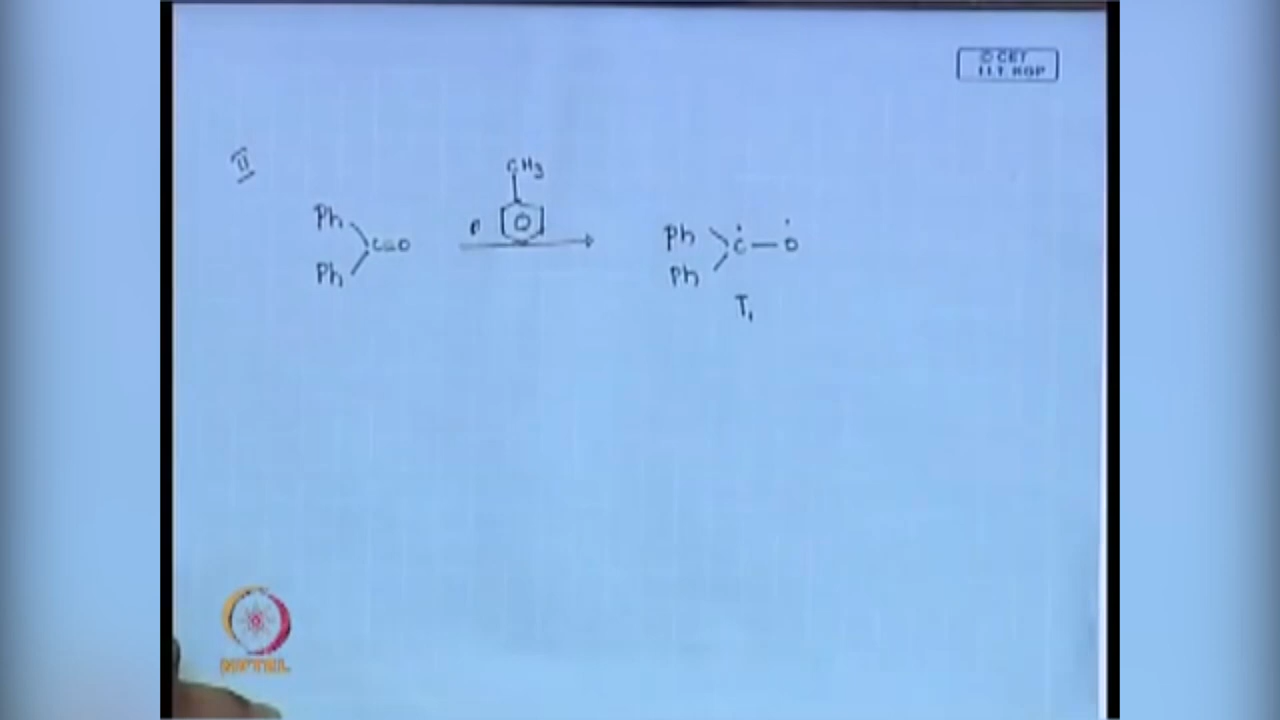 © CET
I.I.T. KGP
II
CH3
Ph
Ph
C=O
Ph
Ph
Ċ—Ȯ
T1
NPTEL